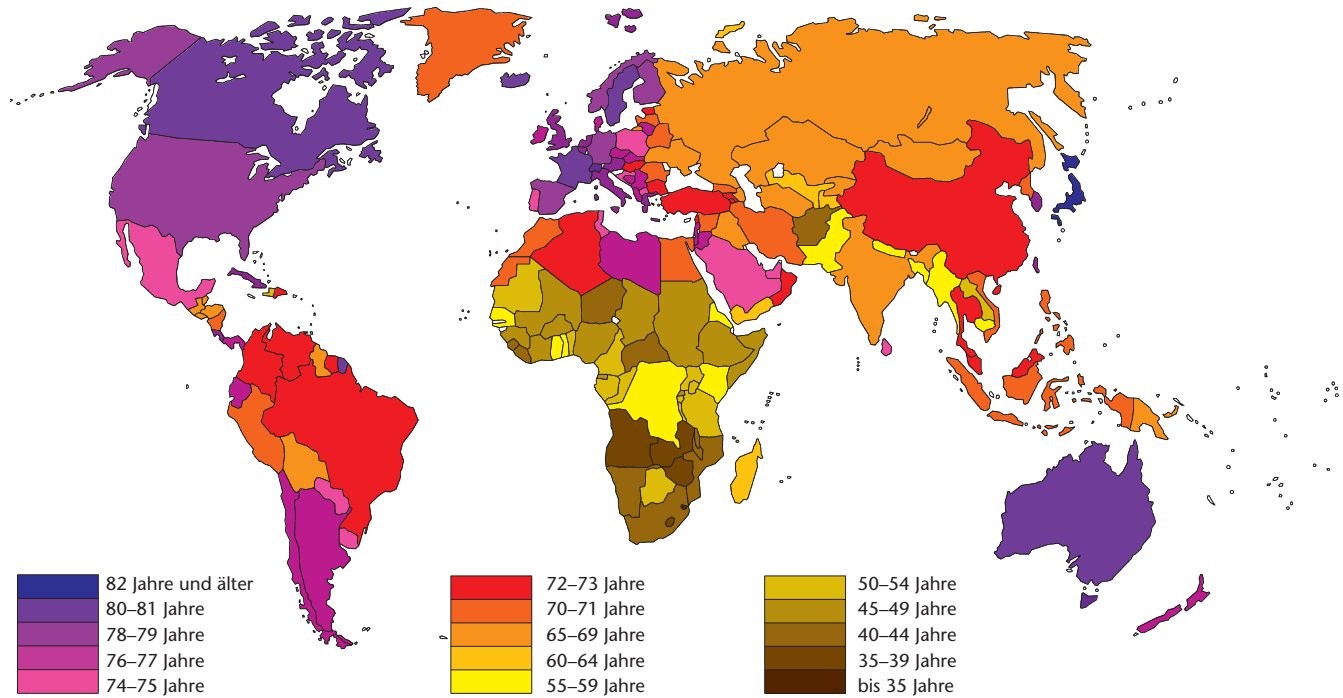 82 Jahre und älter
80–81 Jahre
78–79 Jahre
76–77 Jahre
74–75 Jahre
72–73 Jahre
70–71 Jahre
65–69 Jahre
60–64 Jahre
55–59 Jahre
50–54 Jahre
45–49 Jahre
40–44 Jahre
35–39 Jahre
bis 35 Jahre